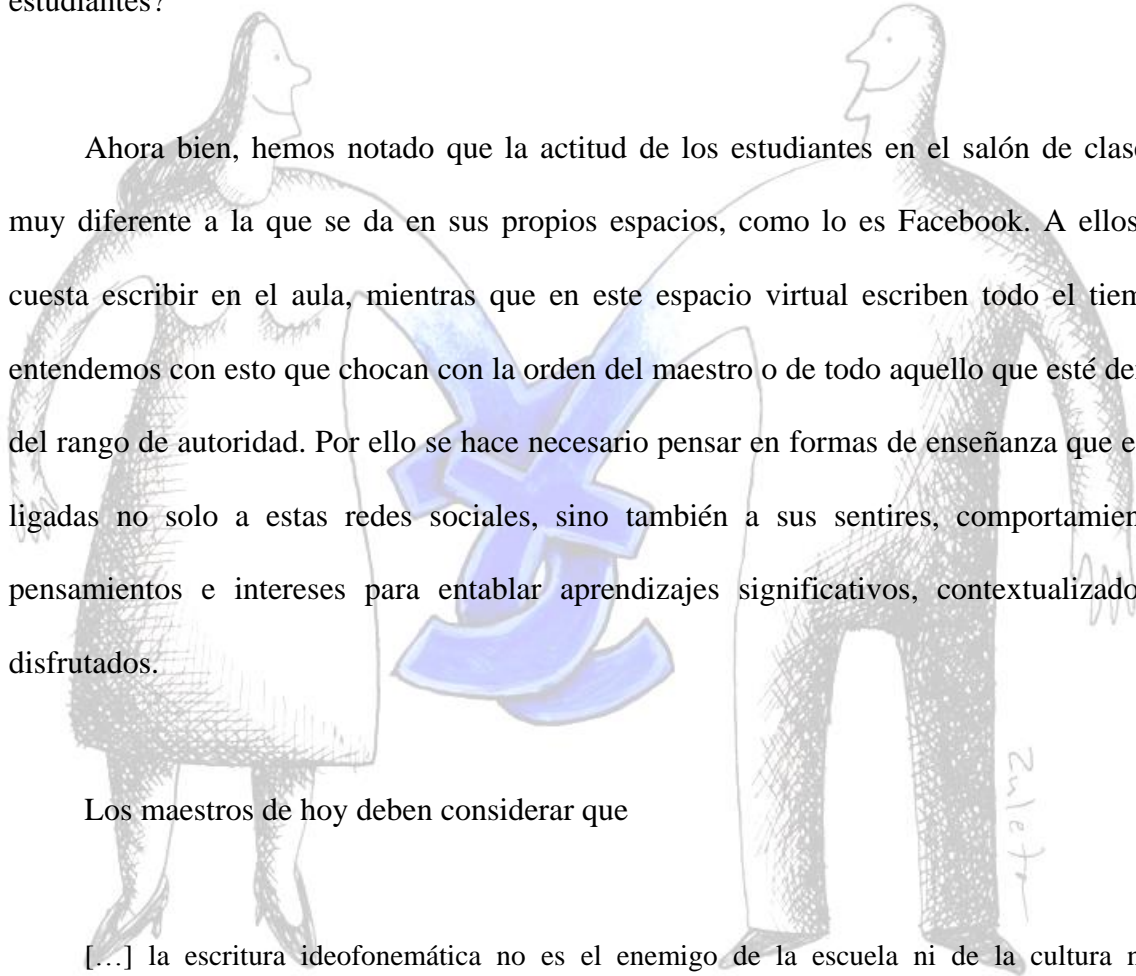 estudiantes?
Ahora bien, hemos notado que la actitud de los estudiantes en el salón de clase
muy diferente a la que se da en sus propios espacios, como lo es Facebook. A ellos
cuesta escribir en el aula, mientras que en este espacio virtual escriben todo el tiem
entendemos con esto que chocan con la orden del maestro o de todo aquello que esté de
del rango de autoridad. Por ello se hace necesario pensar en formas de enseñanza que e
ligadas no solo a estas redes sociales, sino también a sus sentires, comportamien
pensamientos e intereses para entablar aprendizajes significativos, contextualizado
disfrutados.
Zuleta
Los maestros de hoy deben considerar que
[…] la escritura ideofonemática no es el enemigo de la escuela ni de la cultura